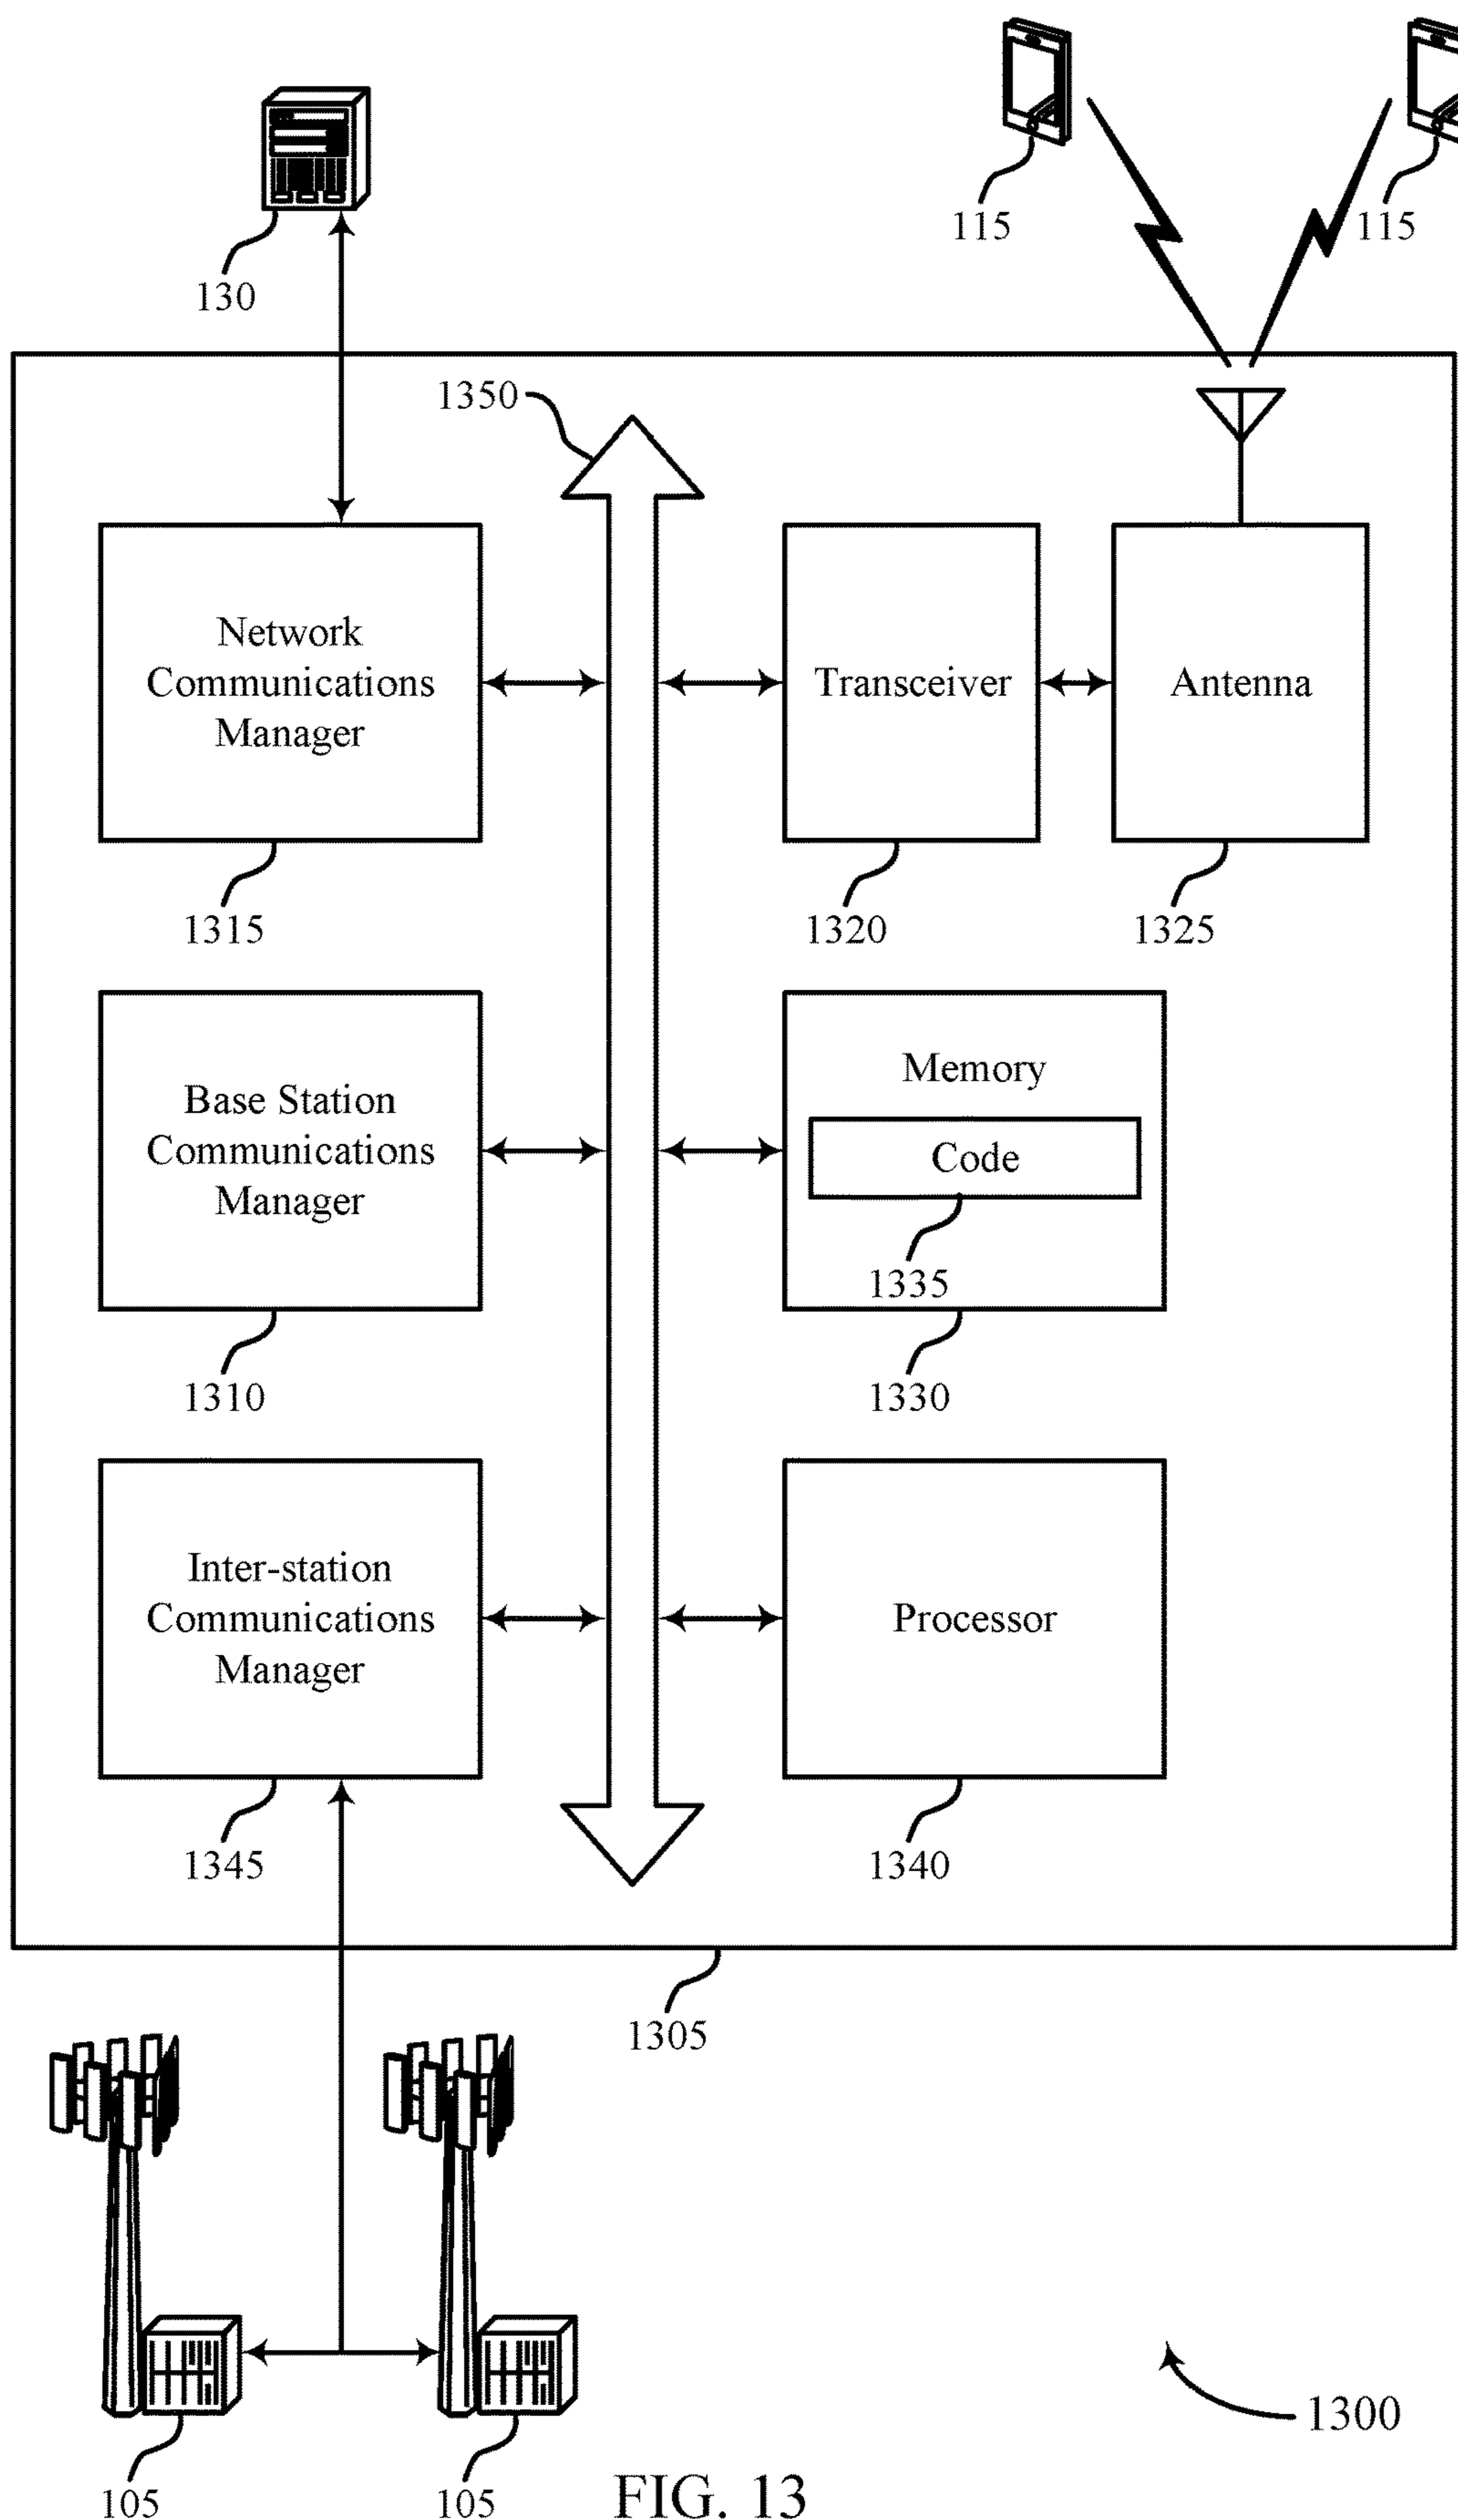 115
115
130
1350
Network
Communications
Manager
Transceiver
Antenna
1315
1320
1325
Base Station
Communications
Manager
Memory
Code
1335
1310
1330
Inter-station
Communications
Manager
Processor
1345
1340
1305
1300
105
105
FIG. 13